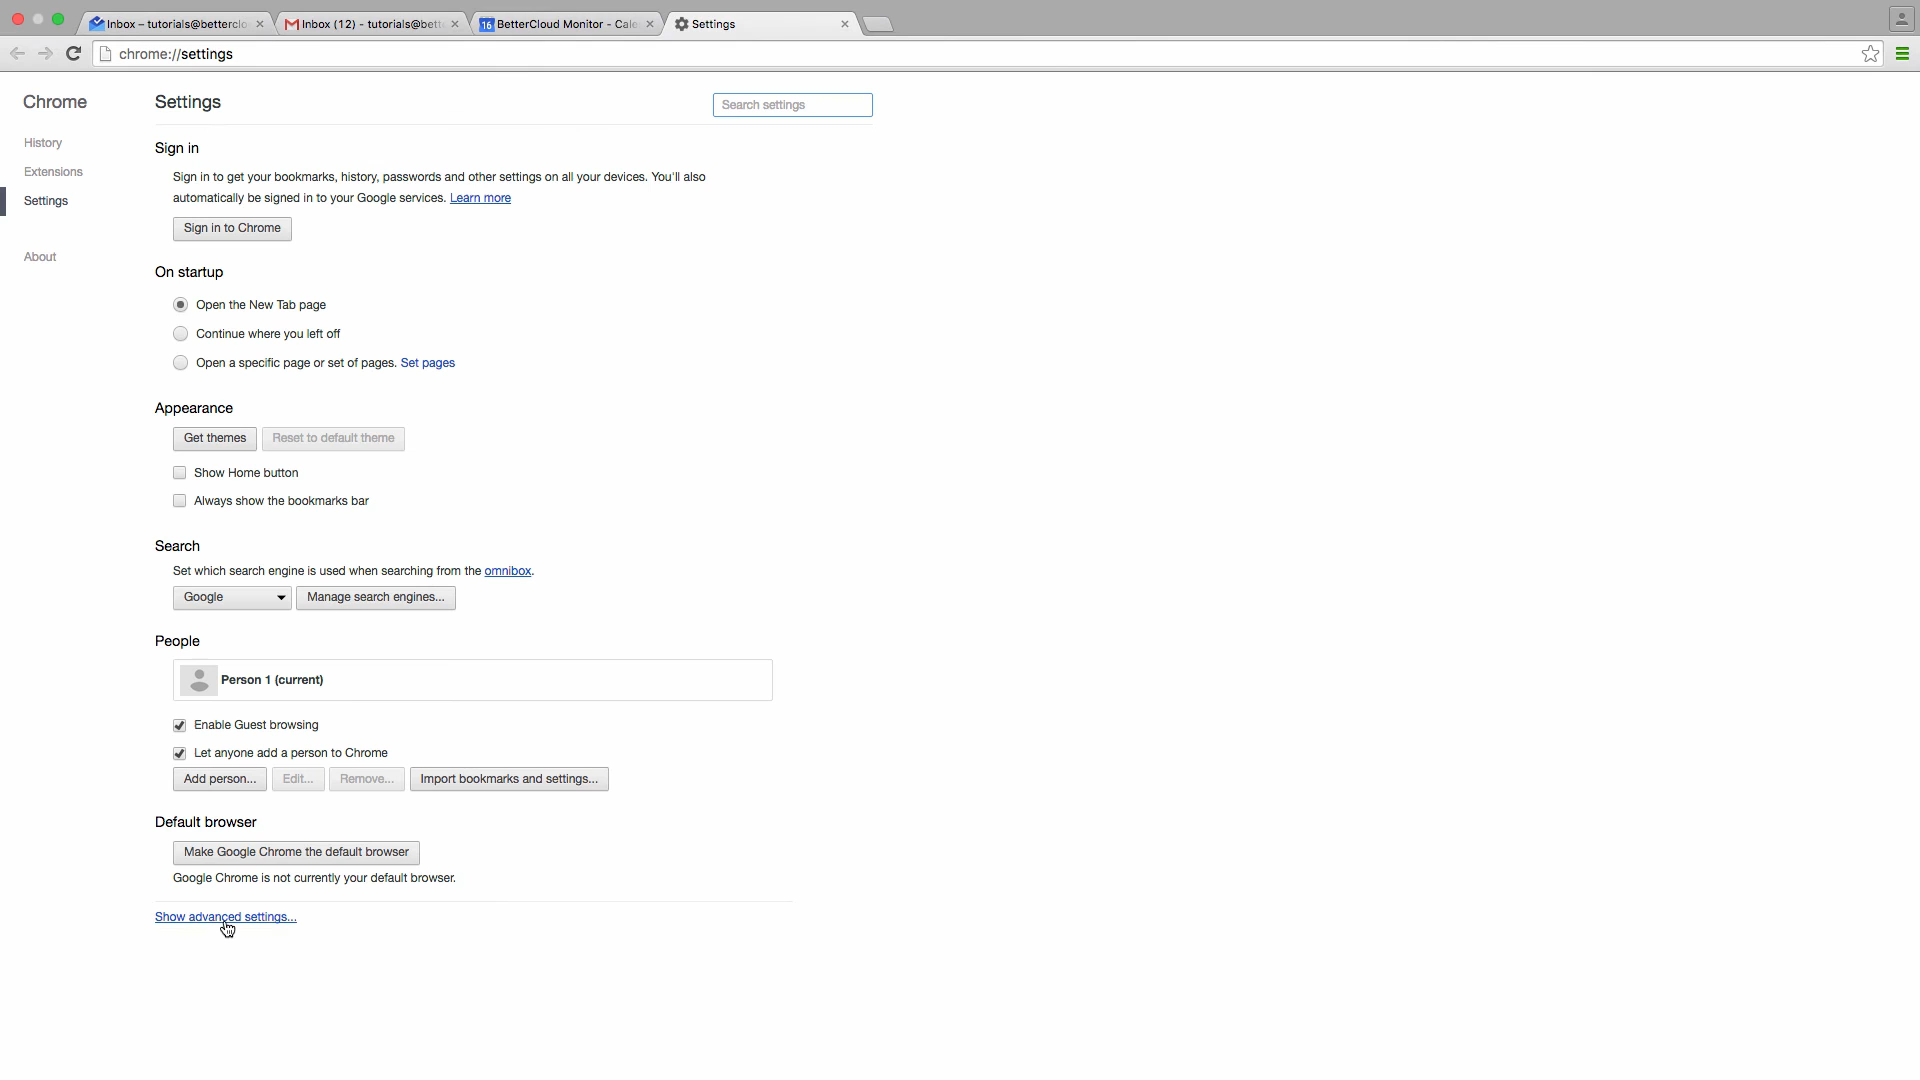 Inbox – tutorials@betterclo
Inbox (12) - tutorials@bett
16 BetterCloud Monitor - Cale
Settings
chrome://settings
Chrome
Settings
Search settings
History
Extensions
Settings
About
Sign in
Sign in to get your bookmarks, history, passwords and other settings on all your devices. You'll also
automatically be signed in to your Google services. Learn more
Sign in to Chrome
On startup
Open the New Tab page
Continue where you left off
Open a specific page or set of pages. Set pages
Appearance
Get themes
Reset to default theme
Show Home button
Always show the bookmarks bar
Search
Set which search engine is used when searching from the omnibox.
Google
Manage search engines...
People
Person 1 (current)
Enable Guest browsing
Let anyone add a person to Chrome
Add person...
Edit...
Remove...
Import bookmarks and settings...
Default browser
Make Google Chrome the default browser
Google Chrome is not currently your default browser.
Show advanced settings...